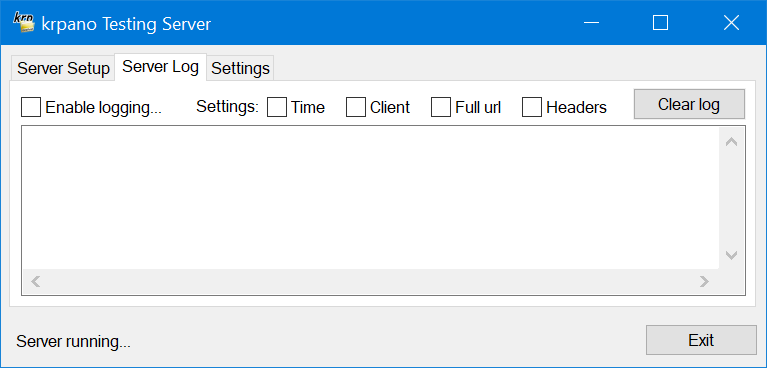 krp
krpano Testing Server
Server Setup Server Log Settings
Enable logging... Settings: Time Client Full url Headers Clear log
Server running... Exit